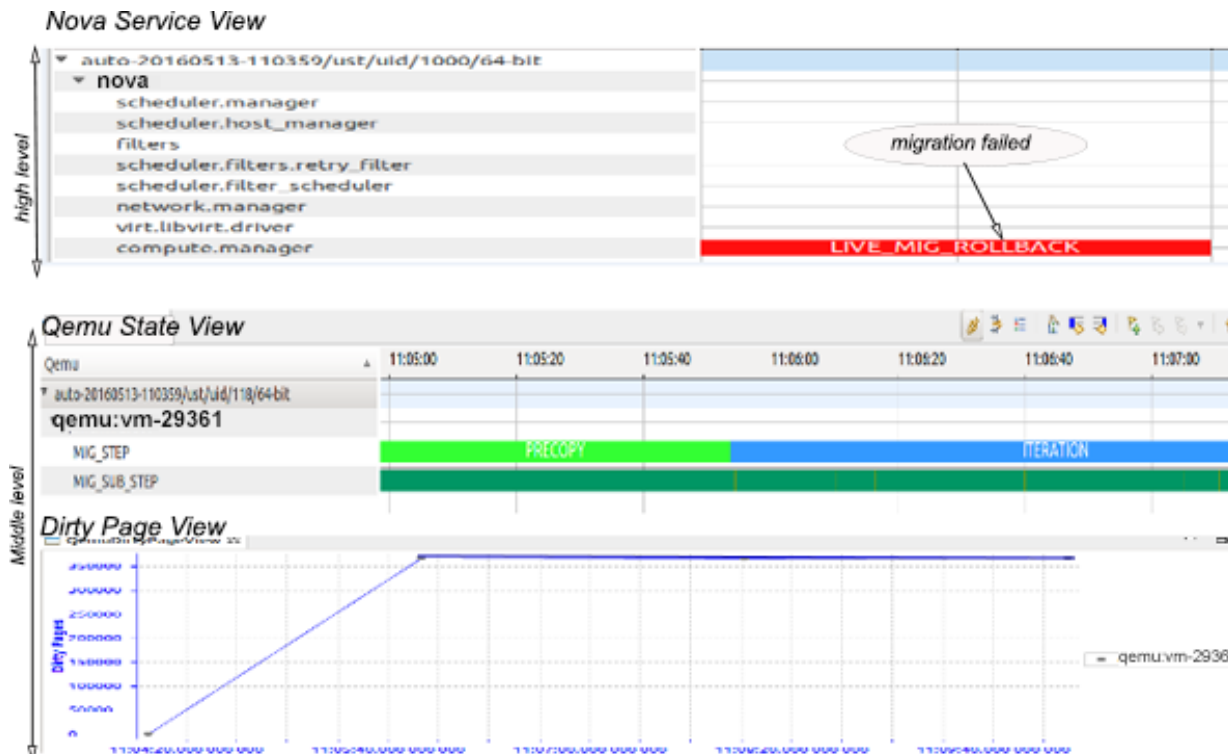 Nova Service View
high level
auto-20160513-110359/ust/uid/1000/64-bit
nova
scheduler.manager
scheduler.host_manager
filters
scheduler.filters.retry_filter
scheduler.filter_scheduler
network.manager
virt.libvirt.driver
compute.manager
migration failed
LIVE_MIG_ROLLBACK
Middle level
Qemu State View
Qemu 11:05:00 11:05:20 11:05:40 11:06:00 11:06:20 11:06:40 11:07:00
auto-20160513-110359/ust/uid/118/64-bit
qemu:vm-29361
MIG_STEP PRECOPY ITERATION
MIG_SUB_STEP
Dirty Page View
Dirty Pages
350000
300000
250000
200000
150000
100000
50000
0
qemu:vm-2936